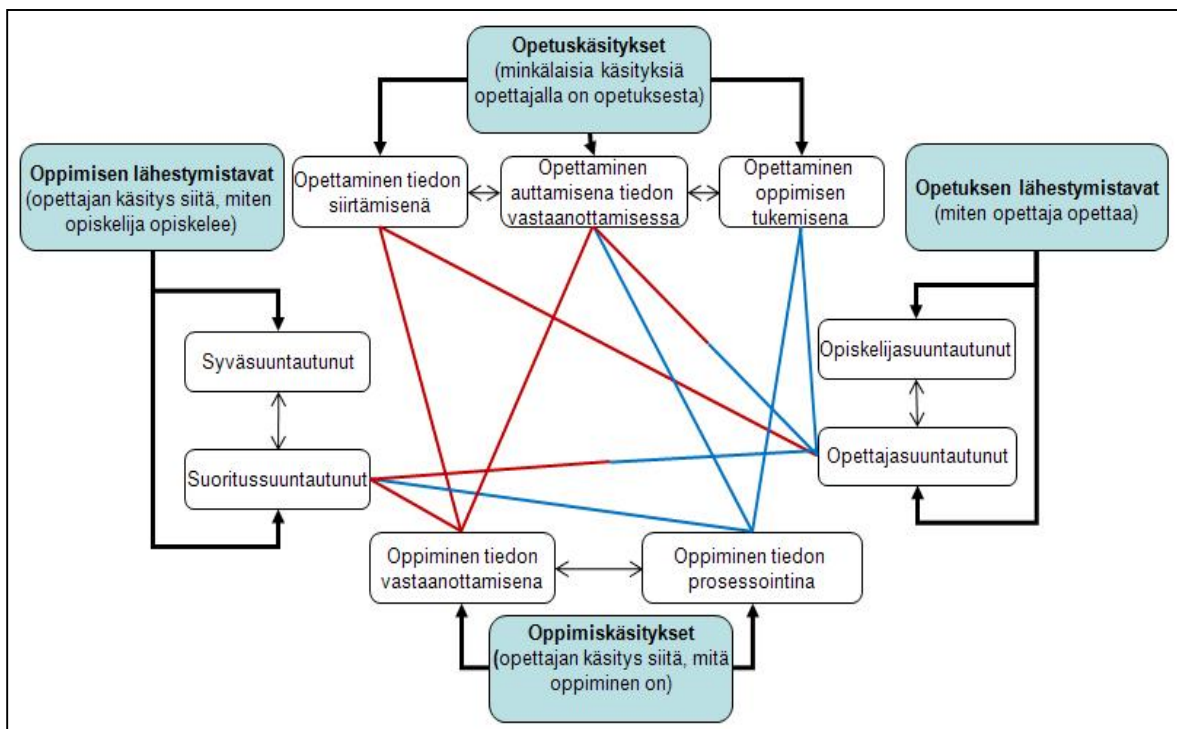 Opetuskäsitykset
(minkälaisia käsityksiä
opettajalla on opetuksesta)
Oppimisen lähestymistavat
(opettajan käsitys siitä, miten
opiskelija opiskelee)
Opettaminen tiedon
siirtämisenä
Opettaminen
auttamisena tiedon
vastaanottamisessa
Opettaminen
oppimisen
tukemisena
Opetuksen lähestymistavat
(miten opettaja opettaa)
Syväsuuntautunut
Opiskelijasuuntautunut
Suoritussuuntautunut
Opettajasuuntautunut
Oppiminen tiedon
vastaanottamisena
Oppiminen tiedon
prosessointina
Oppimiskäsitykset
(opettajan käsitys siitä, mitä
oppiminen on)